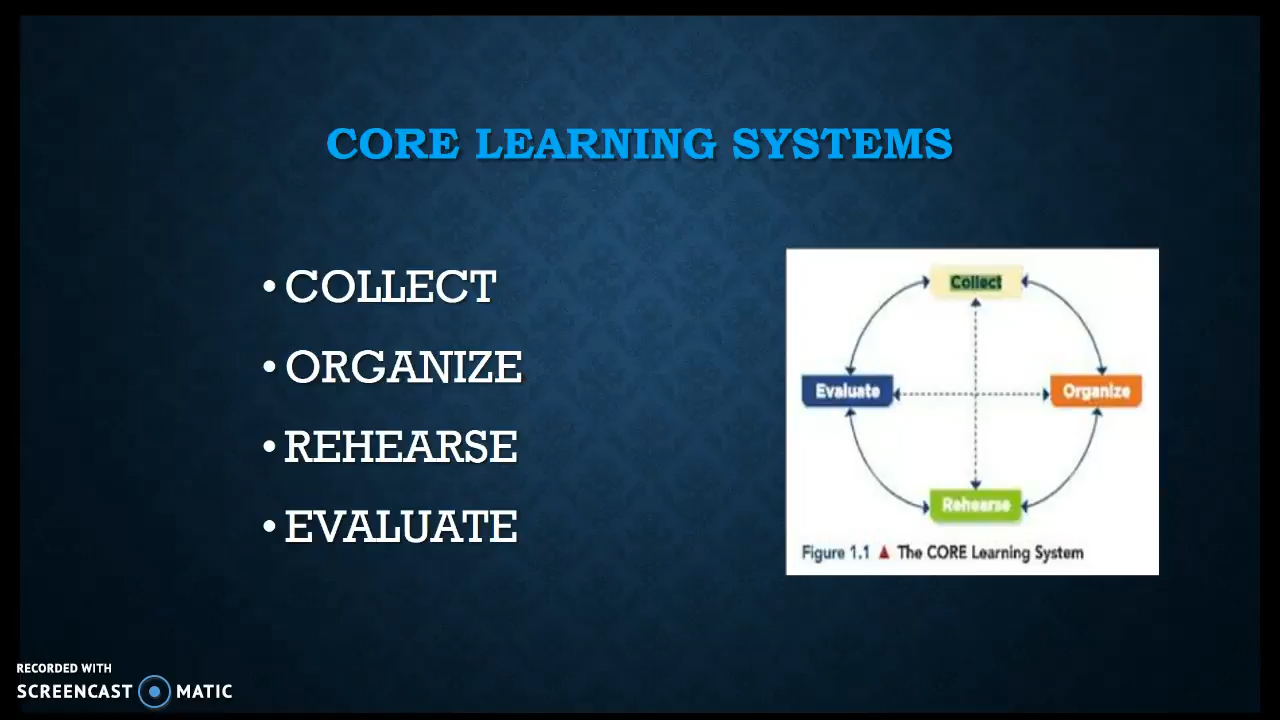 CORE LEARNING SYSTEMS
• COLLECT
• ORGANIZE
• REHEARSE
• EVALUATE
Collect
Evaluate
Organize
Rehearse
Figure 1.1 ▲ The CORE Learning System
RECORDED WITH
SCREENCAST MATIC